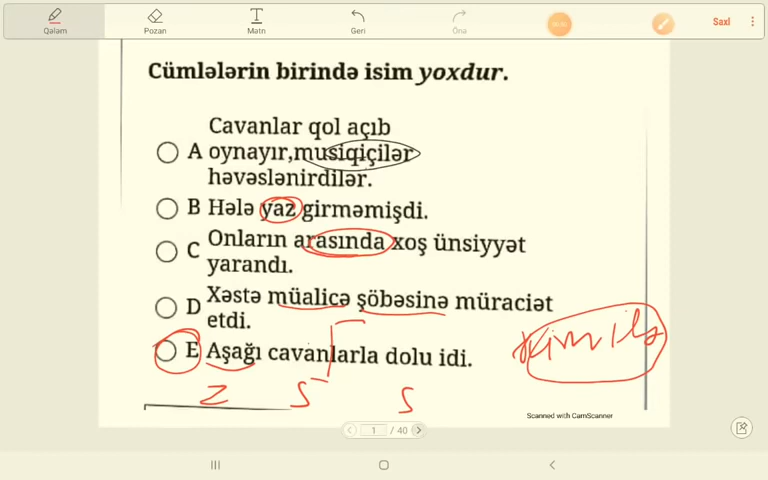 Qələm Pozan Mətn Geri Önə Saxl
Cümlələrin birində isim yoxdur.
Cavanlar qol açıb
A oynayır,musiqiçilər
həvəslənirdilər.
B Hələ yaz girməmişdi.
C Onların arasında xoş ünsiyyət
yarandı.
D Xəstə müalicə şöbəsinə müraciət
etdi.
E Aşağı cavanlarla dolu idi.
kim ilə
Z S S
Scanned with CamScanner
1 / 40